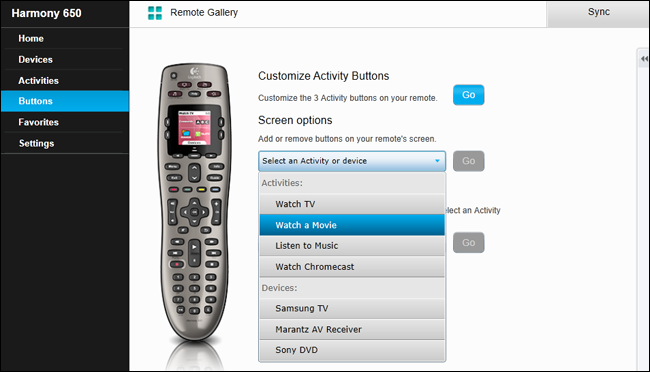 Harmony 650
Remote Gallery
Sync
Home
Devices
Activities
Buttons
Favorites
Settings
Customize Activity Buttons
Customize the 3 Activity buttons on your remote.
Go
Screen options
Add or remove buttons on your remote's screen.
Select an Activity or device
Go
Activities:
Watch TV
lect an Activity
Watch a Movie
Listen to Music
Go
Watch Chromecast
Devices:
Samsung TV
Marantz AV Receiver
Sony DVD
Watch TV